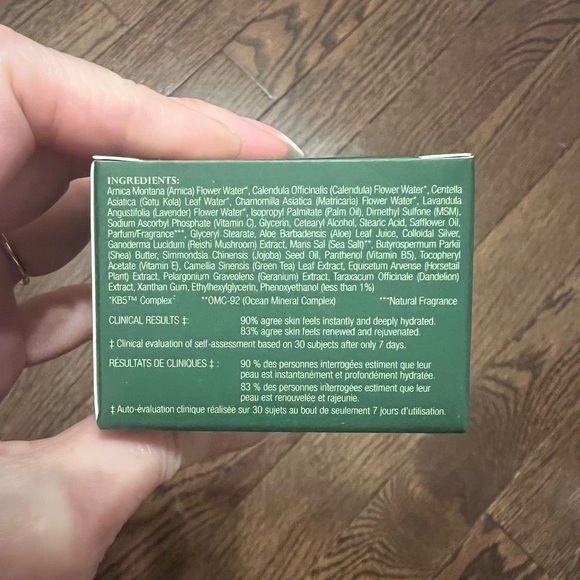 INGREDIENTS:
Arnica Montana (Arnica) Flower Water*, Calendula Officinalis (Calendula) Flower Water*, Centella
Asiatica (Gotu Kola) Leaf Water*, Chamomilla Asiatica (Matricaria) Flower Water*, Lavandula
Angustifolia (Lavender) Flower Water*, Isopropyl Palmitate (Palm Oil), Dimethyl Sulfone (MSM),
Sodium Ascorbyl Phosphate (Vitamin C), Glycerin, Cetearyl Alcohol, Stearic Acid, Safflower Oil,
Parfum/Fragrance***, Glyceryl Stearate, Aloe Barbadensis (Aloe) Leaf Juice, Colloidal Silver,
Ganoderma Lucidum (Reishi Mushroom) Extract, Maris Sal (Sea Salt)**, Butyrospermum Parkii
(Shea) Butter, Simmondsia Chinensis (Jojoba) Seed Oil, Panthenol (Vitamin B5), Tocopheryl
Acetate (Vitamin E), Camellia Sinensis (Green Tea) Leaf Extract, Equisetum Arvense (Horsetail
Plant) Extract, Pelargonium Graveolens (Geranium) Extract, Taraxacum Officinale (Dandelion)
Extract, Xanthan Gum, Ethylhexylglycerin, Phenoxyethanol (less than 1%)
*KB5™ Complex‡ **OMC-92 (Ocean Mineral Complex) ***Natural Fragrance
CLINICAL RESULTS ‡: 90% agree skin feels instantly and deeply hydrated.
83% agree skin feels renewed and rejuvenated.
‡ Clinical evaluation of self-assessment based on 30 subjects after only 7 days.
RÉSULTATS DE CLINIQUES ‡ : 90 % des personnes interrogées estiment que leur
peau est instantanément et profondément hydratée.
83 % des personnes interrogées estiment que leur
peau est renouvelée et rajeunie.
‡ Auto-évaluation clinique réalisée sur 30 sujets au bout de seulement 7 jours d'utilisation.